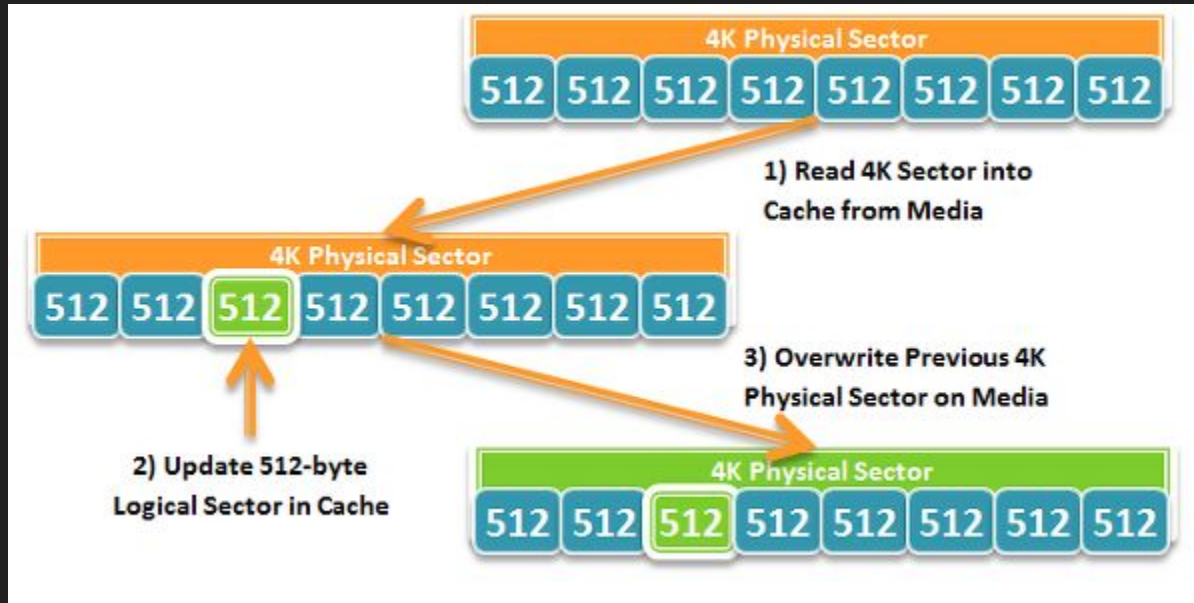 4K Physical Sector
512 512 512 512 512 512 512 512
1) Read 4K Sector into
Cache from Media
4K Physical Sector
512 512 512 512 512 512 512 512
3) Overwrite Previous 4K
Physical Sector on Media
2) Update 512-byte
Logical Sector in Cache
4K Physical Sector
512 512 512 512 512 512 512 512